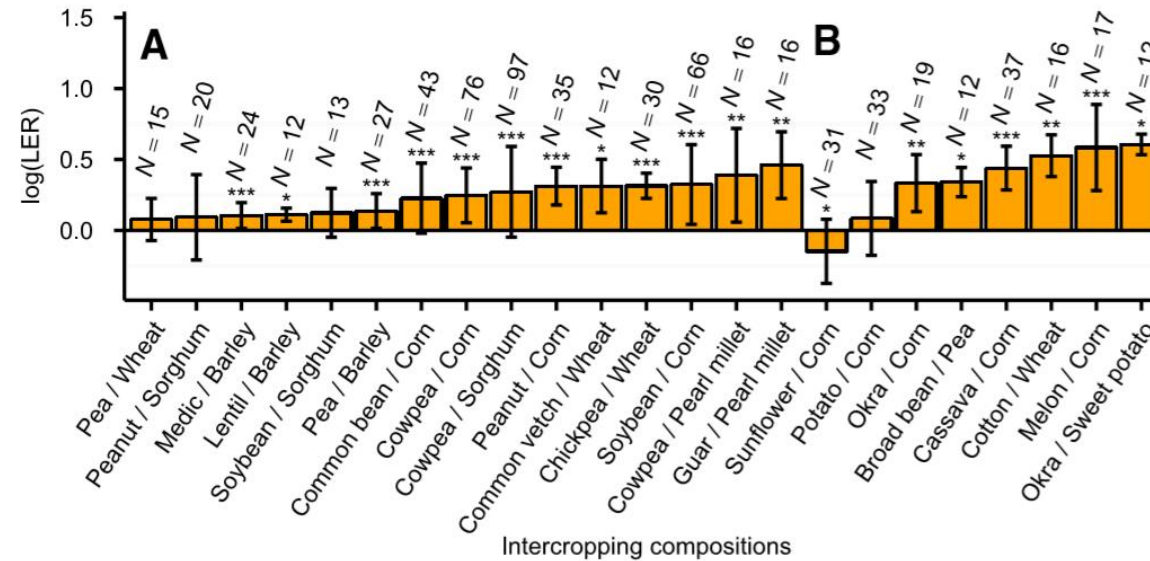 1.5
1.0
0.5
0.0
log(LER)
A
B
N = 15
N = 20
N = 24
***
N = 12
*
N = 13
N = 27
***
N = 43
***
N = 76
***
N = 97
***
N = 35
***
N = 12
*
N = 30
***
N = 66
***
N = 16
**
N = 16
**
N = 31
*
N = 33
N = 19
**
N = 12
*
N = 37
***
N = 16
**
N = 17
***
*
Pea / Wheat
Peanut / Sorghum
Medic / Barley
Lentil / Barley
Soybean / Sorghum
Pea / Barley
Common bean / Corn
Cowpea / Corn
Cowpea / Sorghum
Peanut / Corn
Common vetch / Wheat
Chickpea / Wheat
Soybean / Corn
Cowpea / Pearl millet
Guar / Pearl millet
Sunflower / Corn
Potato / Corn
Okra / Corn
Broad bean / Pea
Cassava / Corn
Cotton / Wheat
Melon / Corn
Okra / Sweet potato
Intercropping compositions